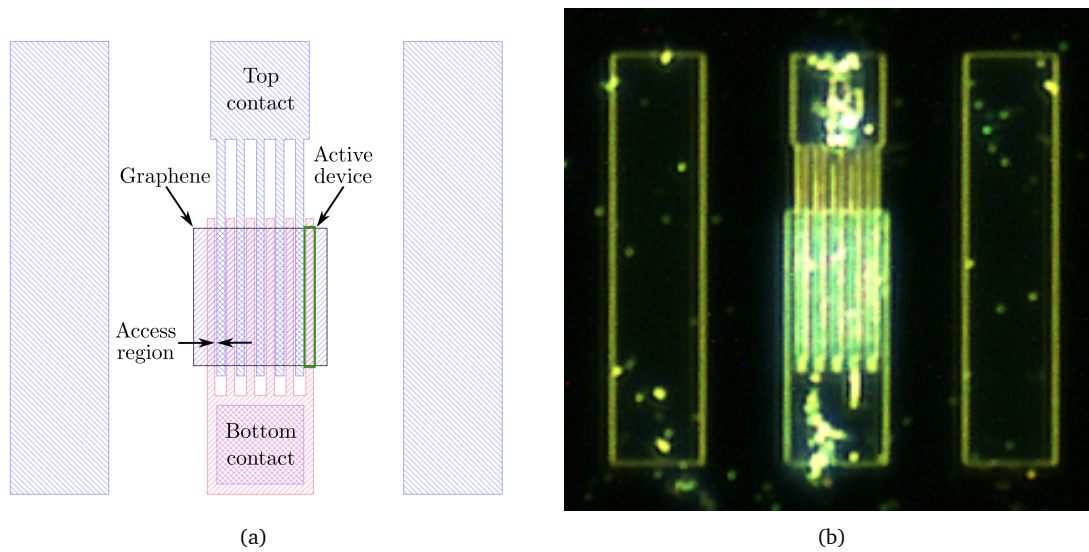 Top
contact
Graphene
Active
device
Access
region
Bottom
contact
(a)
(b)